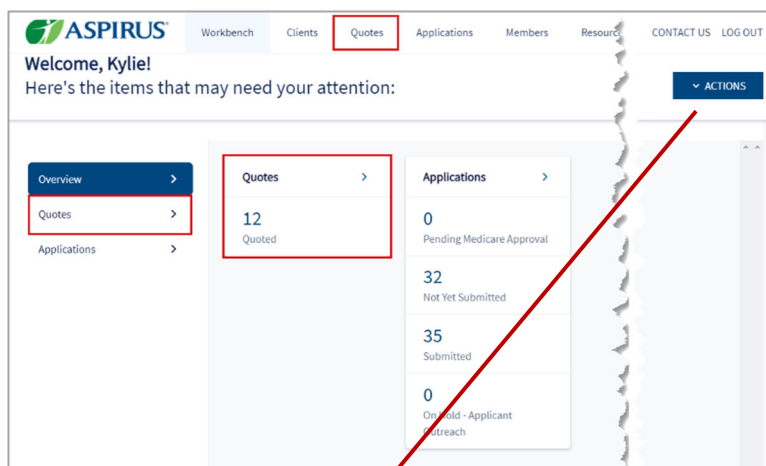 ASPIRUS Workbench Clients Quotes Applications Members CONTACT US LOG OUT
Welcome, Kylie!
Here's the items that may need your attention:
ACTIONS
Overview
Quotes
Applications
Quotes
12
Quoted
Applications
0
Pending Medicare Approval
32
Not Yet Submitted
35
Submitted
0
On Hold - Applicant
Outreach